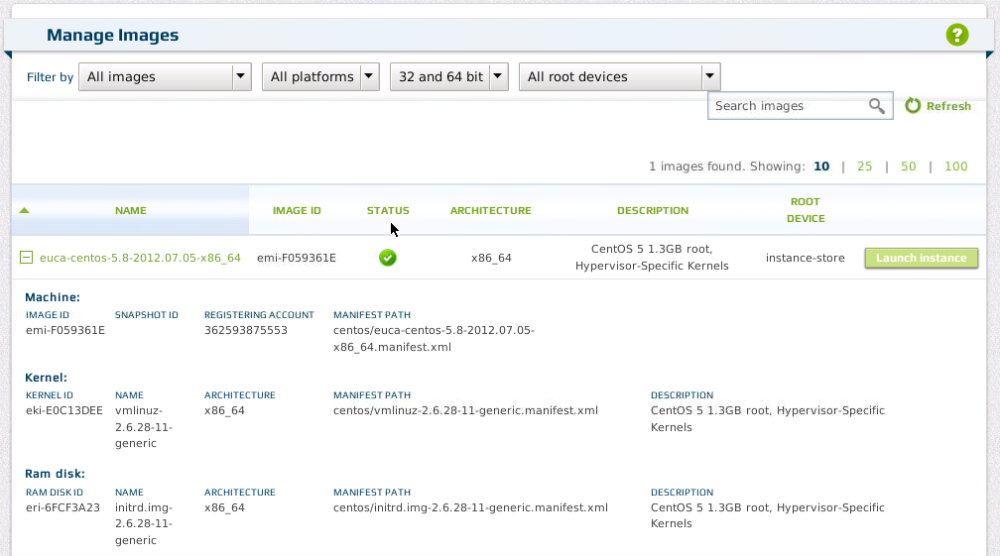 Manage Images
?
Filter by All images All platforms 32 and 64 bit All root devices
Search images Refresh
1 images found. Showing: 10 | 25 | 50 | 100
NAME IMAGE ID STATUS ARCHITECTURE DESCRIPTION ROOT DEVICE
euca-centos-5.8-2012.07.05-x86_64 emi-F059361E x86_64 CentOS 5 1.3GB root, Hypervisor-Specific Kernels instance-store Launch instance
Machine:
IMAGE ID SNAPSHOT ID REGISTERING ACCOUNT MANIFEST PATH
emi-F059361E 362593875553 centos/euca-centos-5.8-2012.07.05-
x86_64.manifest.xml
Kernel:
KERNEL ID NAME ARCHITECTURE MANIFEST PATH DESCRIPTION
eki-E0C13DEE vmlinuz- x86_64 centos/vmlinuz-2.6.28-11-generic.manifest.xml CentOS 5 1.3GB root, Hypervisor-Specific
2.6.28-11- Kernels
generic
Ram disk:
RAM DISK ID NAME ARCHITECTURE MANIFEST PATH DESCRIPTION
eri-6FCF3A23 initrd.img- x86_64 centos/initrd.img-2.6.28-11-generic.manifest.xml CentOS 5 1.3GB root, Hypervisor-Specific
2.6.28-11- Kernels
generic